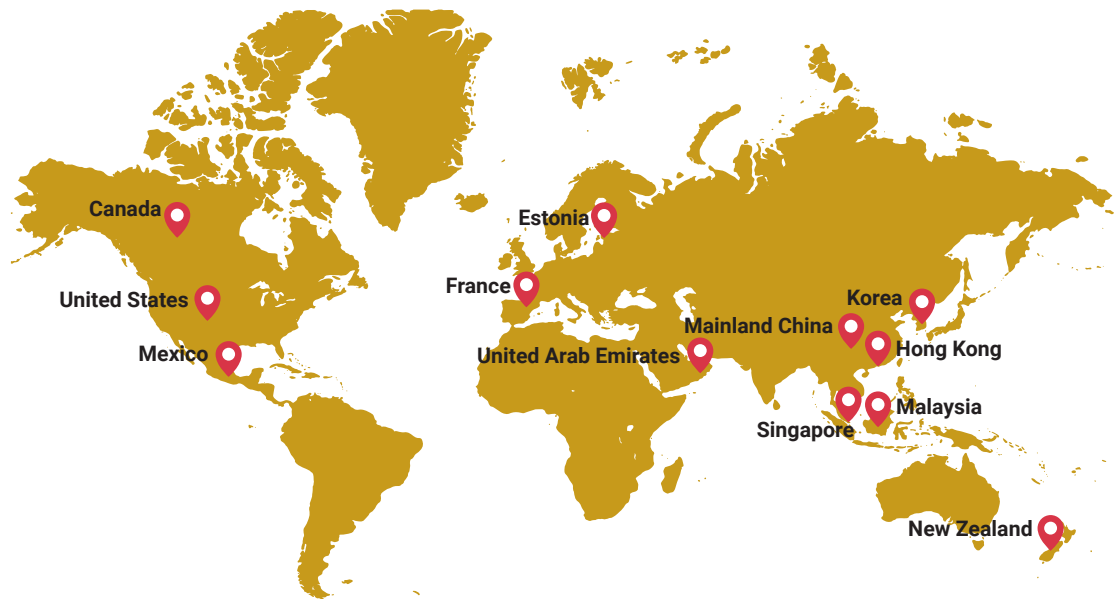 Canada
Estonia
France
United States
Korea
Mainland China
Mexico
United Arab Emirates
Hong Kong
Malaysia
Singapore
New Zealand